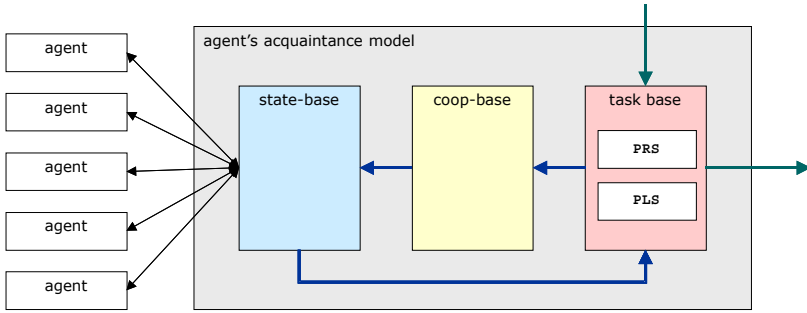 agent
agent
agent
agent
agent
agent's acquaintance model
state-base
coop-base
task base
PRS
PLS